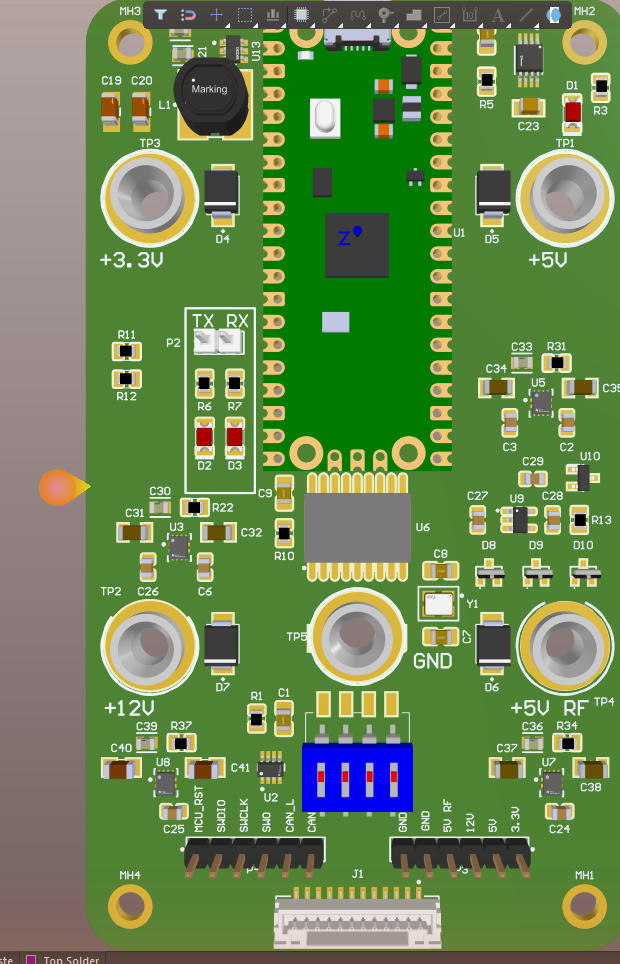 MH3
MH2
U13
21
C19
C20
L1
Marking
R5
D1
R3
C23
TP3
TP1
D4
U1
D5
+3.3V
+5V
Z
TX RX
P2
R11
R12
R6 R7
D2 D3
C33
R31
C34
U5
C35
C3
C2
U10
C29
C30
R22
C9
C27
U9
C28
R13
C31
U3
C32
R10
U6
D8
D9
D10
C26
C6
C8
TP2
Y1
TP5
C7
GND
D7
D6
+12V
+5V RF
TP4
R1
C1
C39
R37
C36
R34
C40
U8
C41
U2
C37
U7
C38
C25
C24
MCU_RST
SWDIO
SWCLK
SWO
CAN_L
CAN
GND
GND
5V RF
12V
5V
3.3V
J1
MH4
MH1
ste
Top Solder